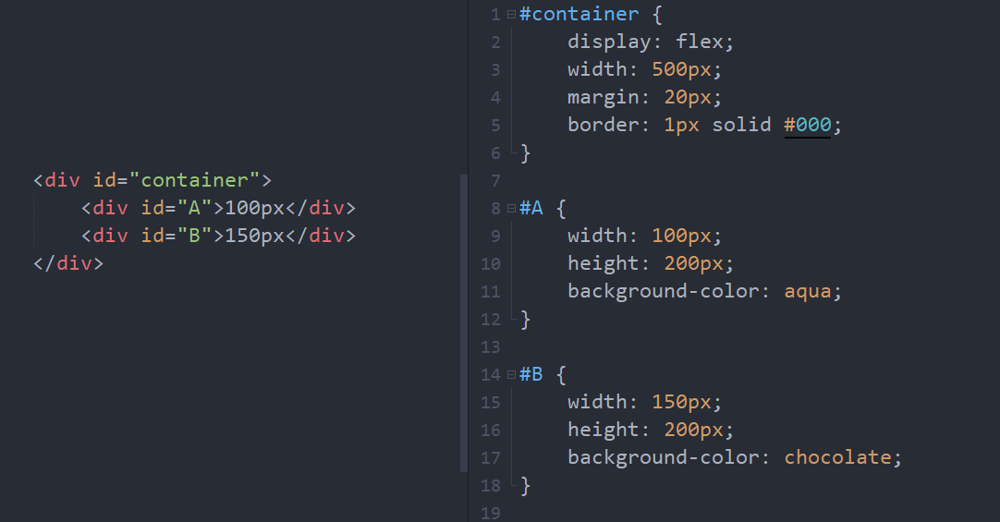 <div id="container">
    <div id="A">100px</div>
    <div id="B">150px</div>
</div>
1 #container {
2     display: flex;
3     width: 500px;
4     margin: 20px;
5     border: 1px solid #000;
6 }
7
8 #A {
9     width: 100px;
10     height: 200px;
11     background-color: aqua;
12 }
13
14 #B {
15     width: 150px;
16     height: 200px;
17     background-color: chocolate;
18 }
19